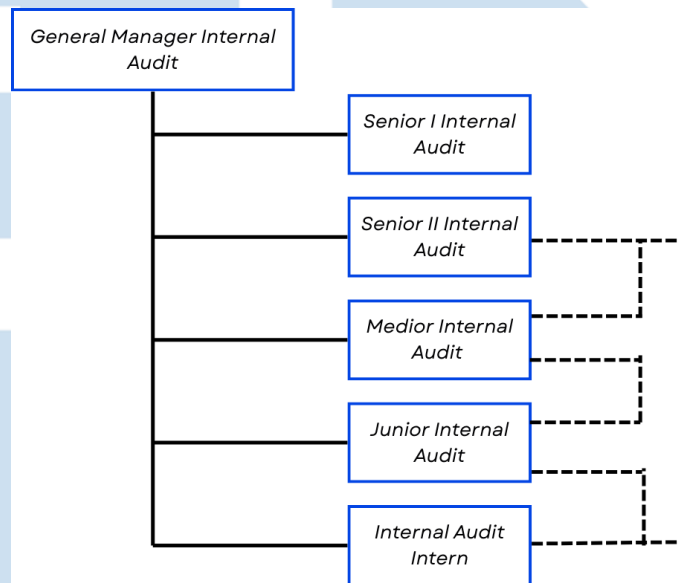 General Manager Internal
Audit
Senior I Internal
Audit
Senior II Internal
Audit
Medior Internal
Audit
Junior Internal
Audit
Internal Audit
Intern